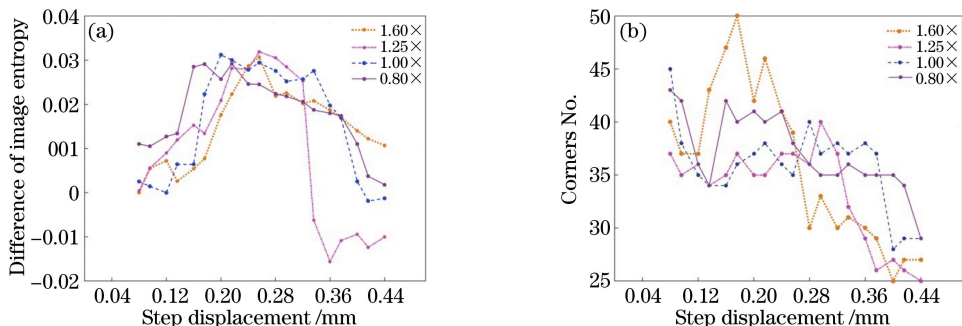 (a)
Difference of image entropy
0.04
0.03
0.02
001
0
−0.01
−0.02
1.60×
1.25×
1.00×
0.80×
0.04 0.12 0.20 0.28 0.36 0.44
Step displacement /mm
(b)
Corners No.
50
45
40
35
30
25
1.60×
1.25×
1.00×
0.80×
0.04 0.12 0.20 0.28 0.36 0.44
Step displacement /mm